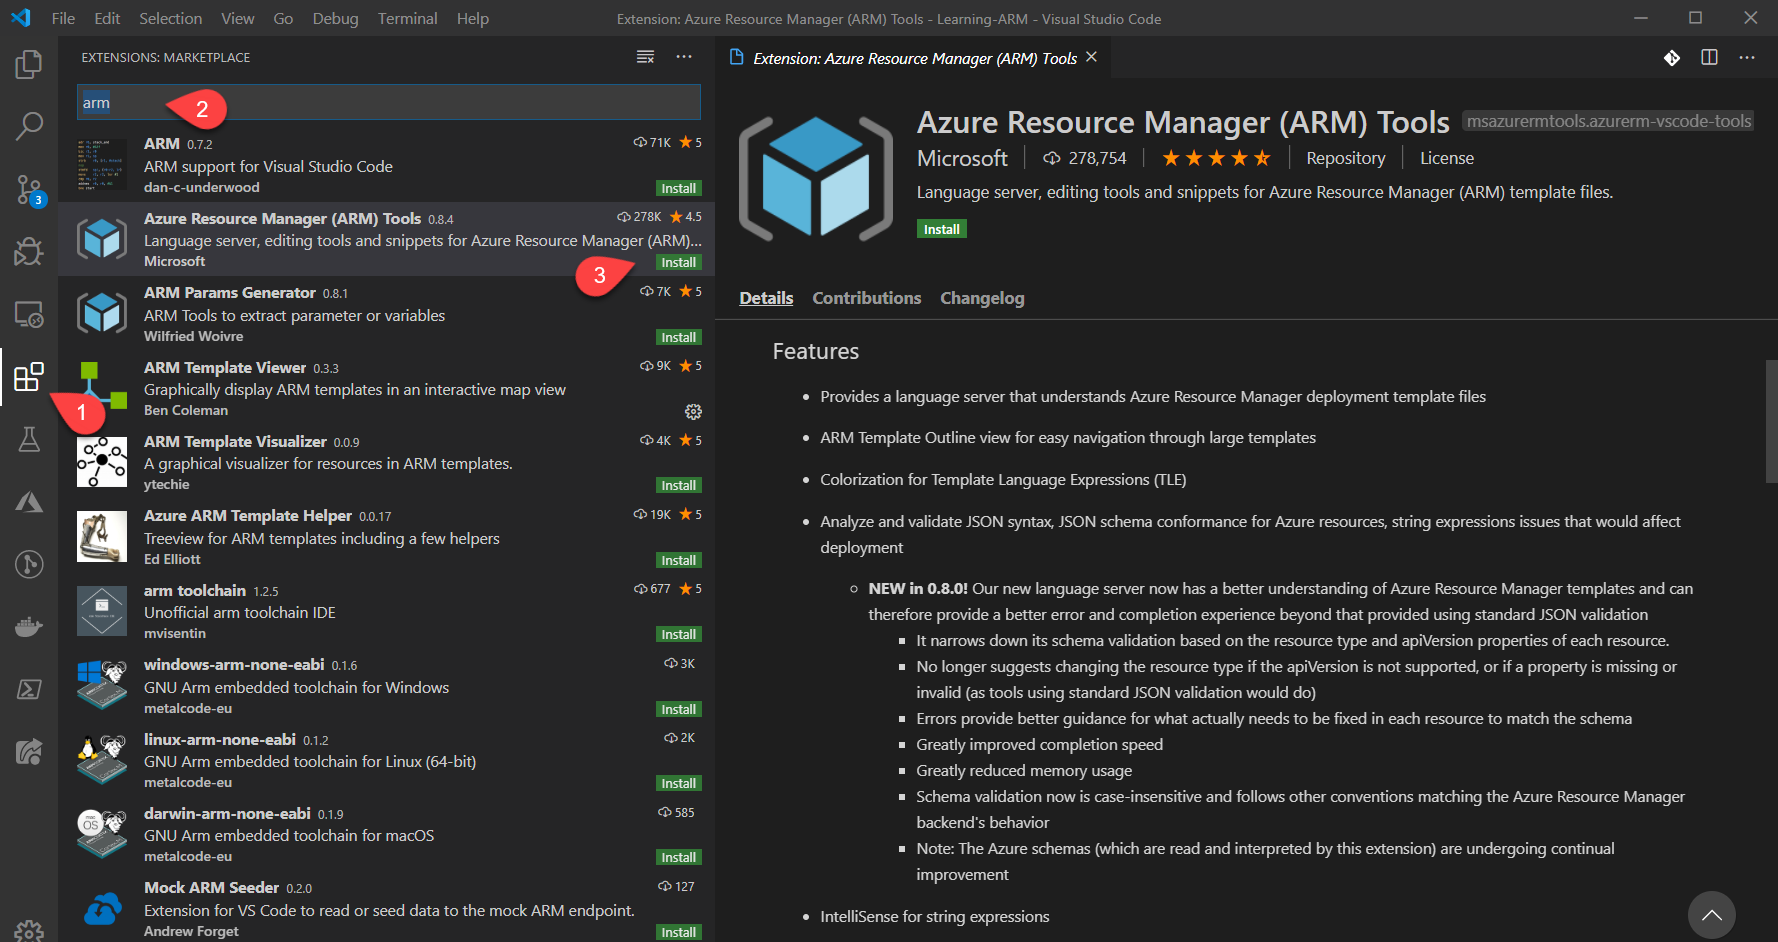 File Edit Selection View Go Debug Terminal Help
Extension: Azure Resource Manager (ARM) Tools - Learning-ARM - Visual Studio Code
EXTENSIONS: MARKETPLACE
arm
2
ARM 0.7.2 71K 5
ARM support for Visual Studio Code
dan-c-underwood Install
Azure Resource Manager (ARM) Tools 0.8.4 278K 4.5
Language server, editing tools and snippets for Azure Resource Manager (ARM)...
Microsoft Install
3
ARM Params Generator 0.8.1 7K 5
ARM Tools to extract parameter or variables
Wilfried Woivre Install
ARM Template Viewer 0.3.3 9K 5
Graphically display ARM templates in an interactive map view
Ben Coleman
1
3
ARM Template Visualizer 0.0.9 4K 5
A graphical visualizer for resources in ARM templates.
ytechie Install
Azure ARM Template Helper 0.0.17 19K 5
Treeview for ARM templates including a few helpers
Ed Elliott Install
arm toolchain 1.2.5 677 5
Unofficial arm toolchain IDE
mvisentin Install
windows-arm-none-eabi 0.1.6 3K
GNU Arm embedded toolchain for Windows
metalcode-eu Install
linux-arm-none-eabi 0.1.2 2K
GNU Arm embedded toolchain for Linux (64-bit)
metalcode-eu Install
darwin-arm-none-eabi 0.1.9 585
GNU Arm embedded toolchain for macOS
metalcode-eu Install
Mock ARM Seeder 0.2.0 127
Extension for VS Code to read or seed data to the mock ARM endpoint.
Andrew Forget Install
Extension: Azure Resource Manager (ARM) Tools
Azure Resource Manager (ARM) Tools msazurermtools.azurerm-vscode-tools
Microsoft 278,754 Repository License
Language server, editing tools and snippets for Azure Resource Manager (ARM) template files.
Install
Details Contributions Changelog
Features
Provides a language server that understands Azure Resource Manager deployment template files
ARM Template Outline view for easy navigation through large templates
Colorization for Template Language Expressions (TLE)
Analyze and validate JSON syntax, JSON schema conformance for Azure resources, string expressions issues that would affect
deployment
NEW in 0.8.0! Our new language server now has a better understanding of Azure Resource Manager templates and can
therefore provide a better error and completion experience beyond that provided using standard JSON validation
It narrows down its schema validation based on the resource type and apiVersion properties of each resource.
No longer suggests changing the resource type if the apiVersion is not supported, or if a property is missing or
invalid (as tools using standard JSON validation would do)
Errors provide better guidance for what actually needs to be fixed in each resource to match the schema
Greatly improved completion speed
Greatly reduced memory usage
Schema validation now is case-insensitive and follows other conventions matching the Azure Resource Manager
backend's behavior
Note: The Azure schemas (which are read and interpreted by this extension) are undergoing continual
improvement
IntelliSense for string expressions